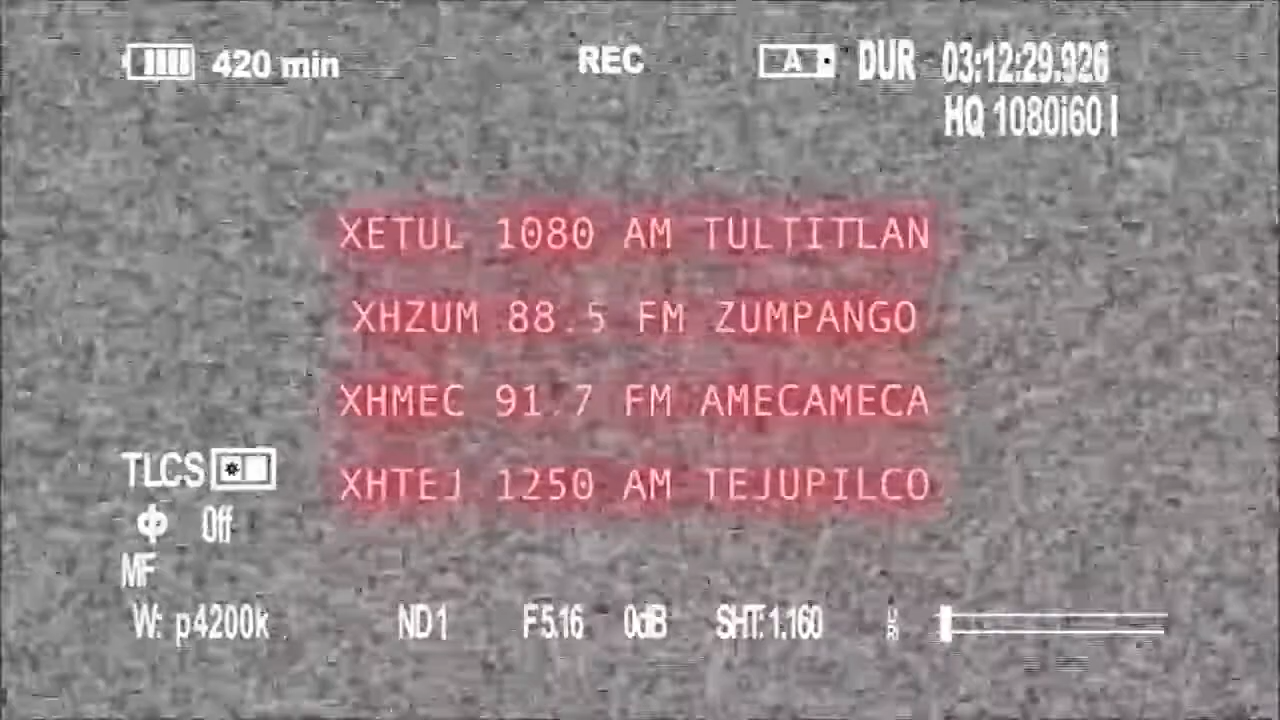 420 min REC A DUR 03:12:29.926
HQ 1080i60
XETUL 1080 AM TULTITLAN
XHZUM 88.5 FM ZUMPANGO
XHMEC 91.7 FM AMECAMECA
XHTEJ 1250 AM TEJUPILCO
TLCS
Off
MF
W: p4200k ND1 F5.16 0dB SHT:1.160